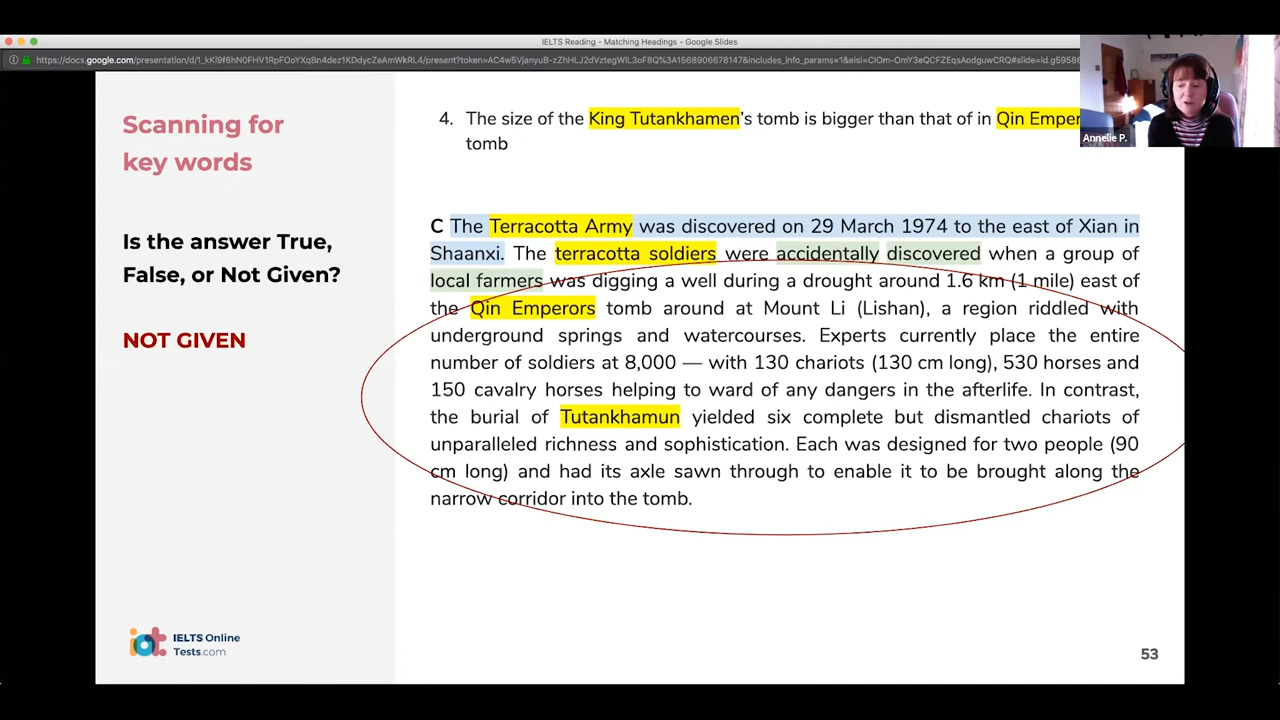 IELTS Reading - Matching Headings - Google Slides
Scanning for
key words
Is the answer True,
False, or Not Given?
NOT GIVEN
4. The size of the King Tutankhamen's tomb is bigger than that of in Qin Emper
tomb
Annelie P.
C The Terracotta Army was discovered on 29 March 1974 to the east of Xian in
Shaanxi. The terracotta soldiers were accidentally discovered when a group of
local farmers was digging a well during a drought around 1.6 km (1 mile) east of
the Qin Emperors tomb around at Mount Li (Lishan), a region riddled with
underground springs and watercourses. Experts currently place the entire
number of soldiers at 8,000 — with 130 chariots (130 cm long), 530 horses and
150 cavalry horses helping to ward of any dangers in the afterlife. In contrast,
the burial of Tutankhamun yielded six complete but dismantled chariots of
unparalleled richness and sophistication. Each was designed for two people (90
cm long) and had its axle sawn through to enable it to be brought along the
narrow corridor into the tomb.
iot IELTS Online
Tests.com
53